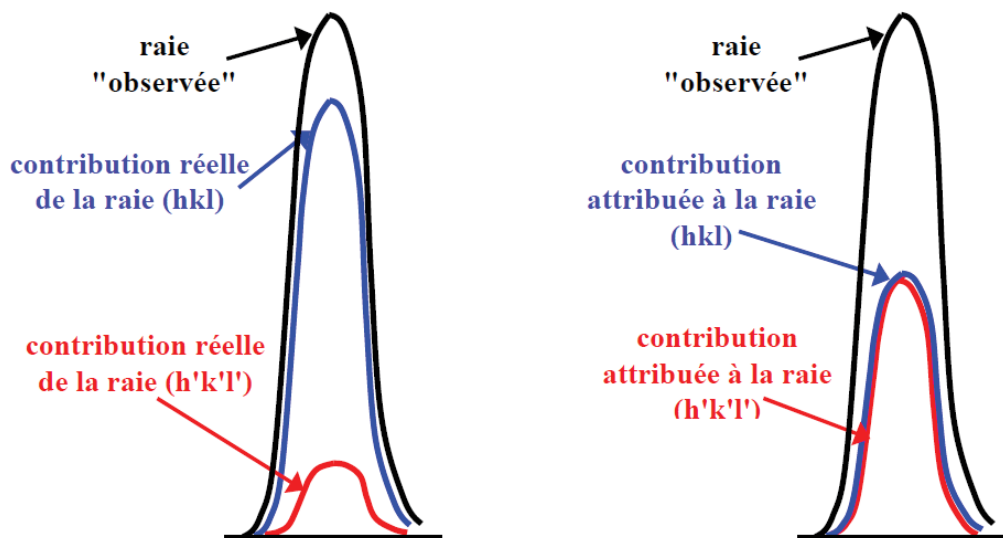 raie
"observée"
contribution réelle
de la raie (hkl)
contribution réelle
de la raie (h'k'l')
raie
"observée"
contribution
attribuée à la raie
(hkl)
contribution
attribuée à la raie
(h'k'l')